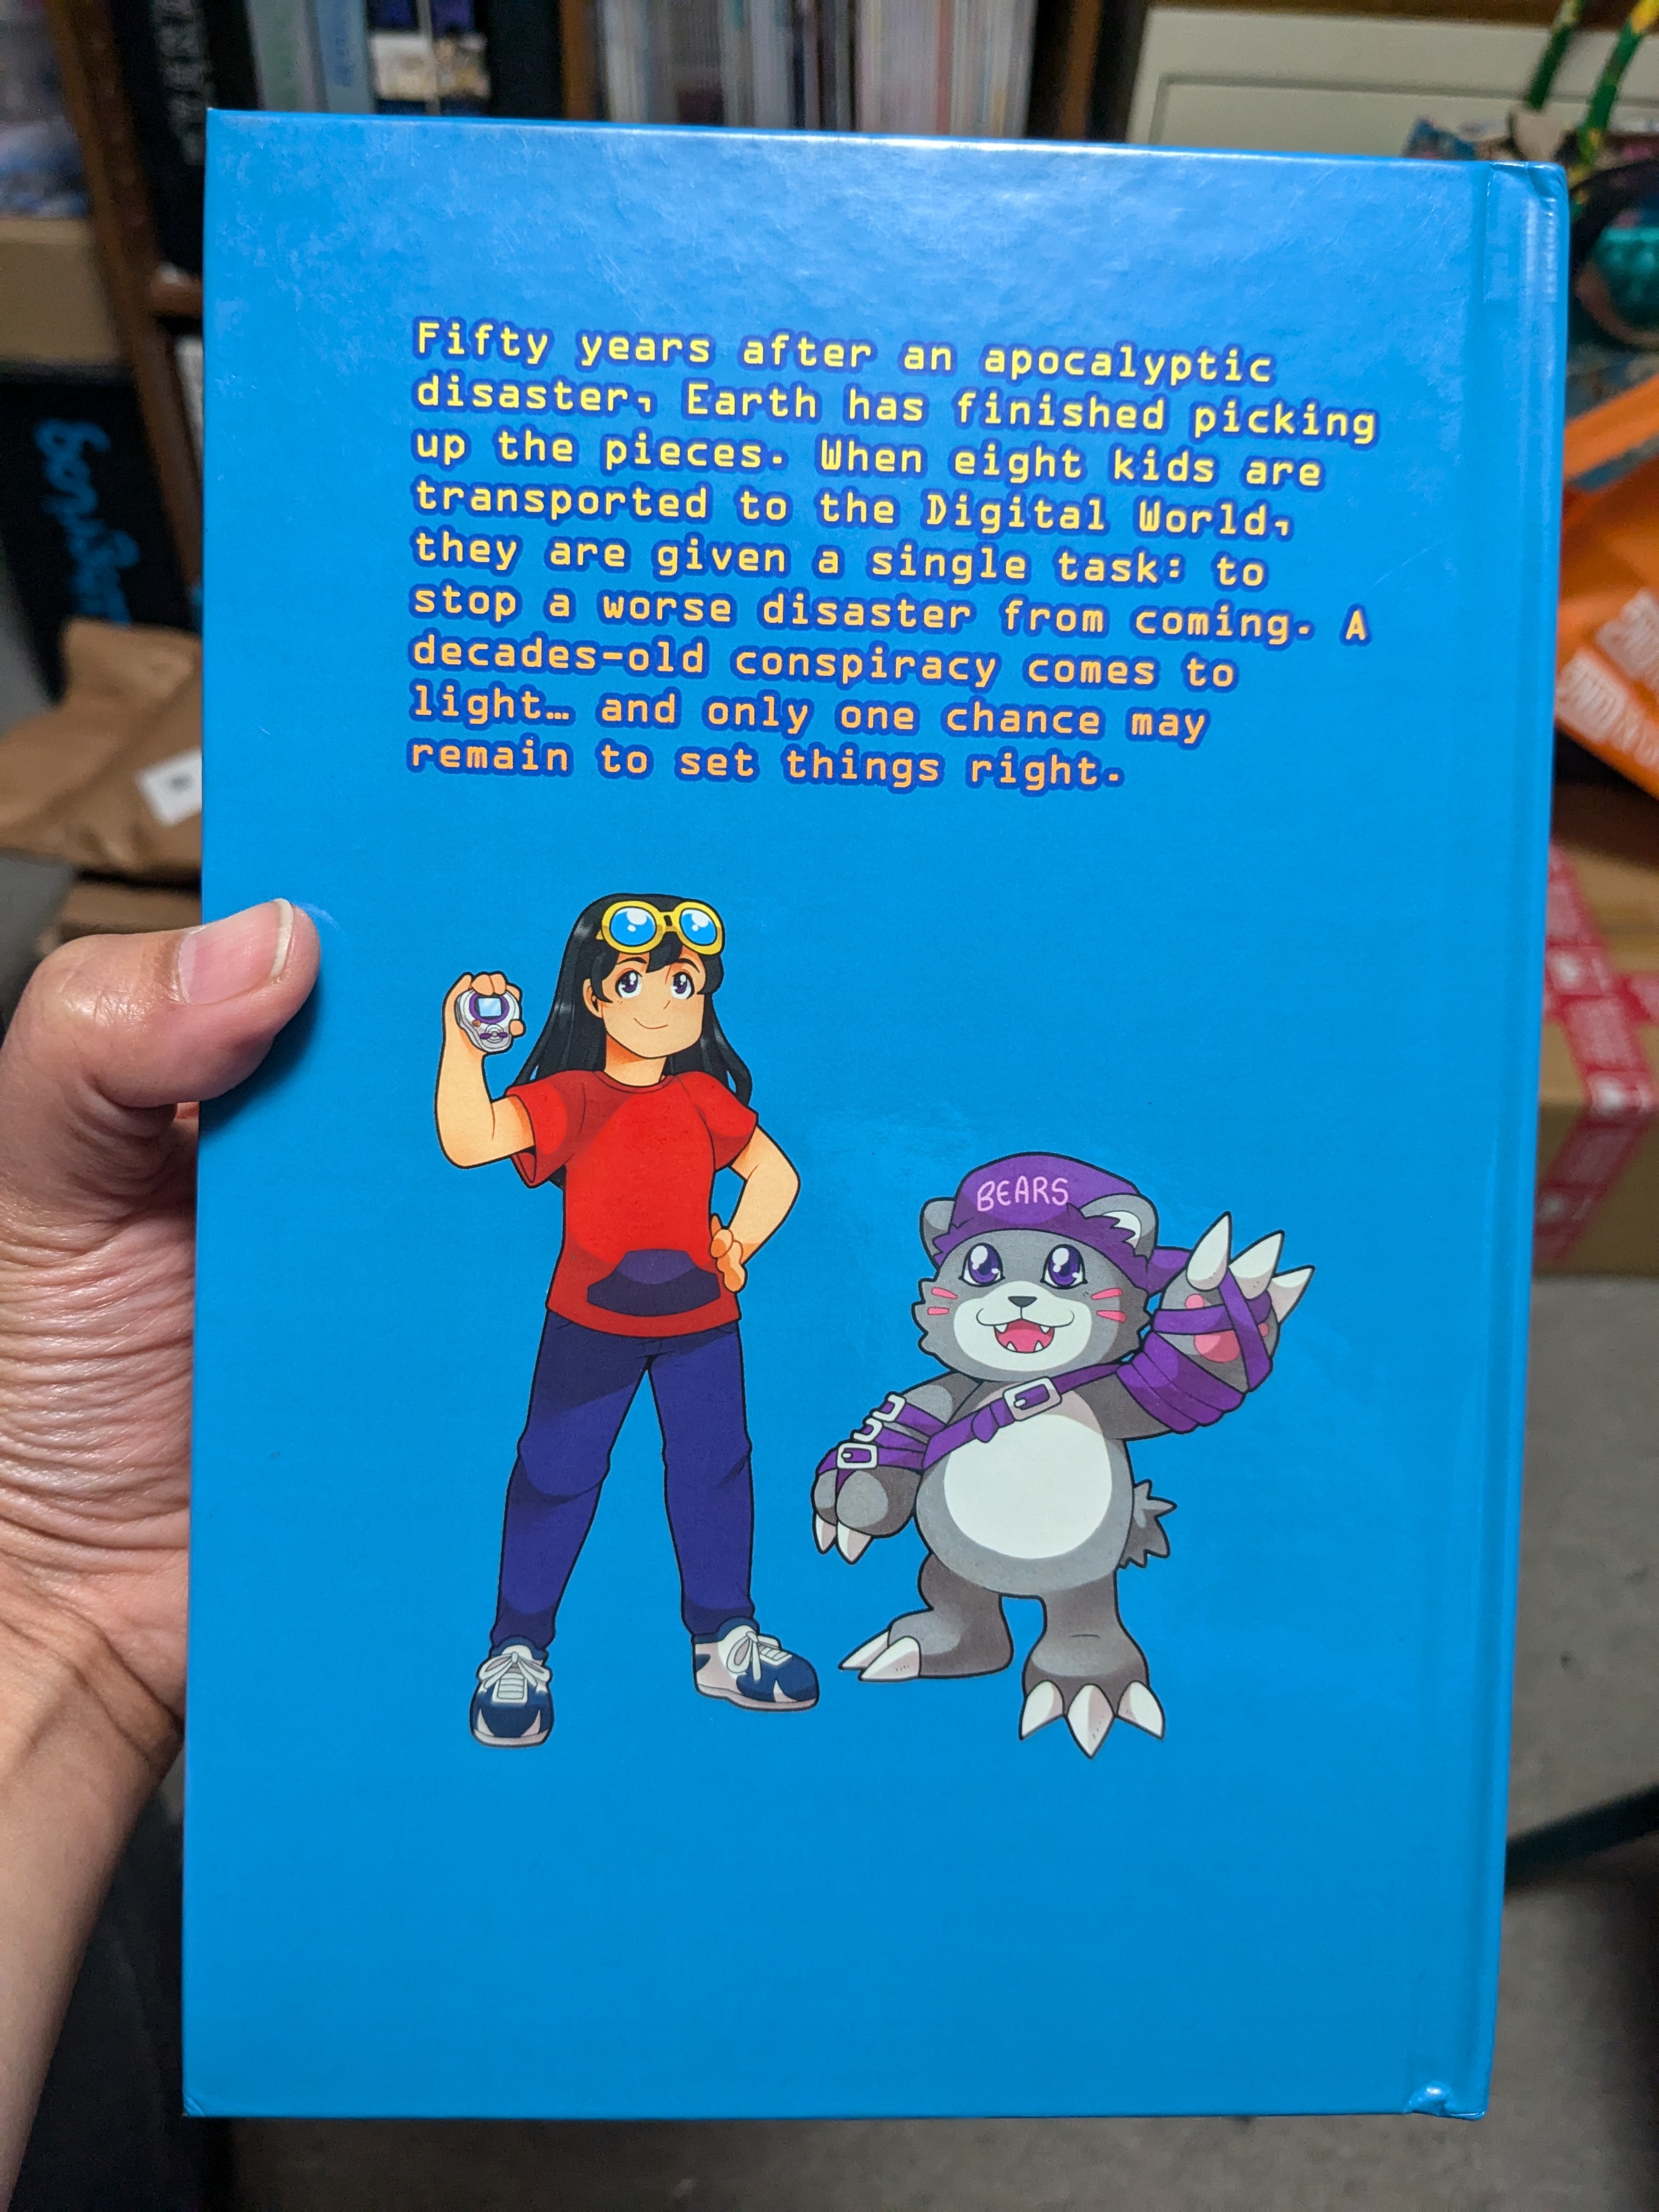 Fifty years after an apocalyptic
disaster, Earth has finished picking
up the pieces. When eight kids are
transported to the Digital World,
they are given a single task: to
stop a worse disaster from coming. A
decades-old conspiracy comes to
light… and only one chance may
remain to set things right.
BEARS